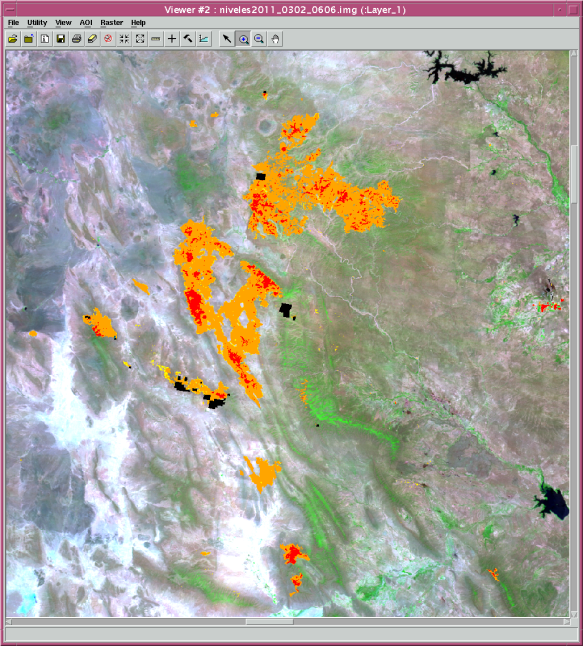 Viewer #2 : niveles2011_0302_0606.img (:Layer_1)
File Utility View AOI Raster Help